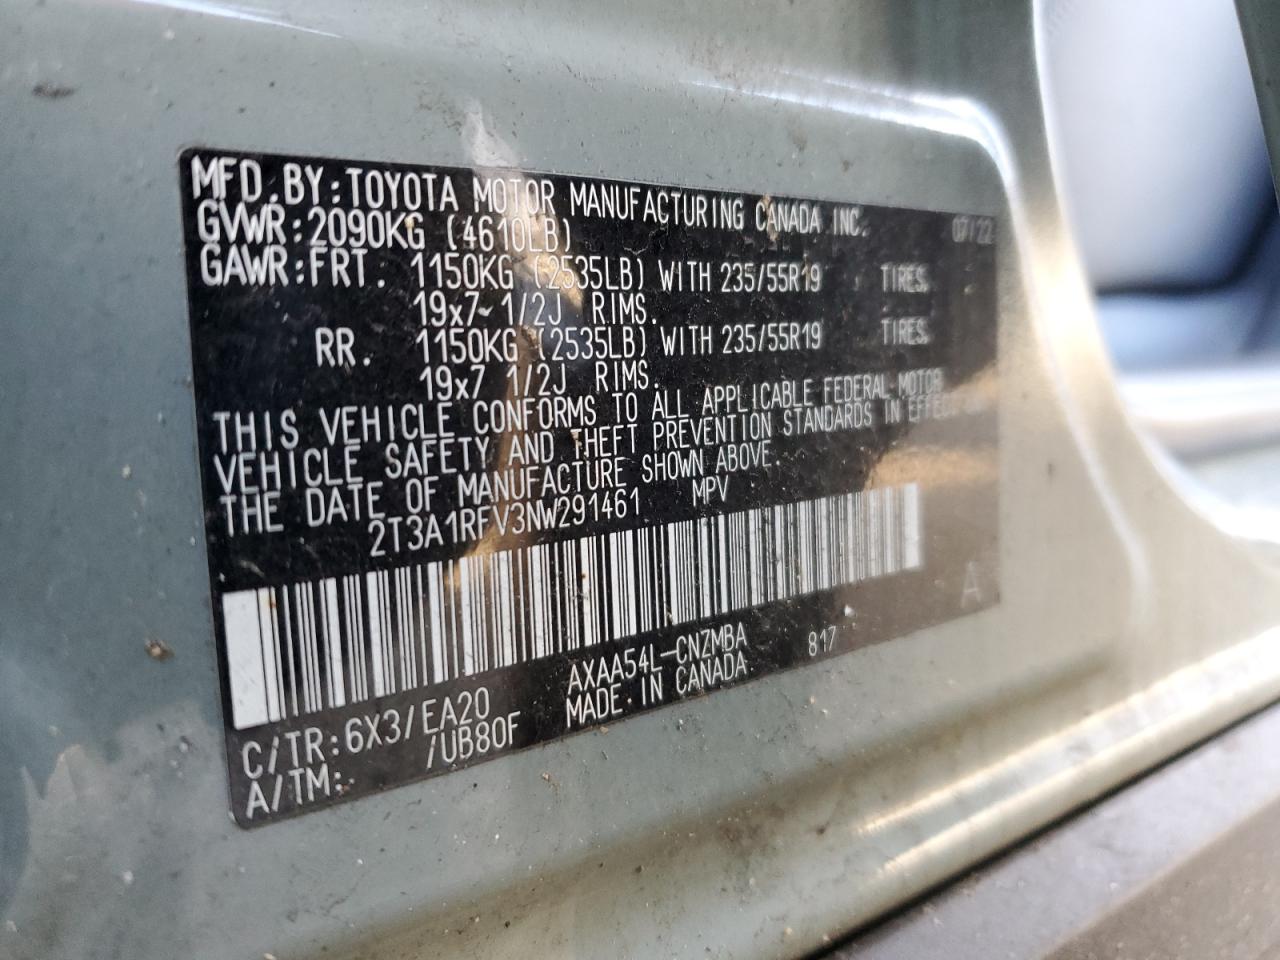 MFD.BY:TOYOTA MOTOR MANUFACTURING CANADA INC. 07/22
GVWR:2090KG (4610LB)
GAWR:FRT. 1150KG (2535LB) WITH 235/55R19 TIRES.
19x7-1/2J RIMS.
RR. 1150KG (2535LB) WITH 235/55R19 TIRES.
19x7 1/2J RIMS.
THIS VEHICLE CONFORMS TO ALL APPLICABLE FEDERAL MOTOR
VEHICLE SAFETY AND THEFT PREVENTION STANDARDS IN EFFECT ON
THE DATE OF MANUFACTURE SHOWN ABOVE.
2T3A1RFV3NW291461 MPV
A
AXAA54L-CNZMBA 817
MADE IN CANADA
C/TR:6X3/EA20
A/TM: /UB80F